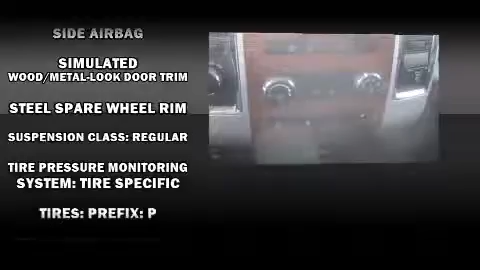 SIDE AIRBAG
SIMULATED
WOOD/METAL-LOOK DOOR TRIM
STEEL SPARE WHEEL RIM
SUSPENSION CLASS: REGULAR
TIRE PRESSURE MONITORING
SYSTEM: TIRE SPECIFIC
TIRES: PREFIX: P